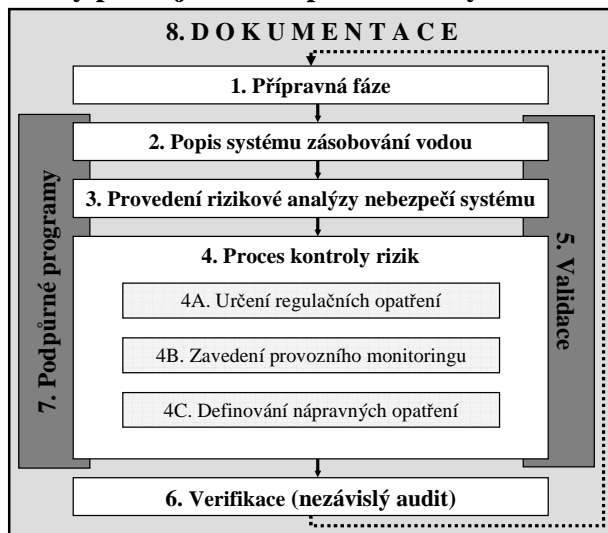 8. D O K U M E N T A C E
1. Přípravná fáze
2. Popis systému zásobování vodou
3. Provedení rizikové analýzy nebezpečí systému
4. Proces kontroly rizik
4A. Určení regulačních opatření
4B. Zavedení provozního monitoringu
4C. Definování nápravných opatření
7. Podpůrné programy
5. Validace
6. Verifikace (nezávislý audit)